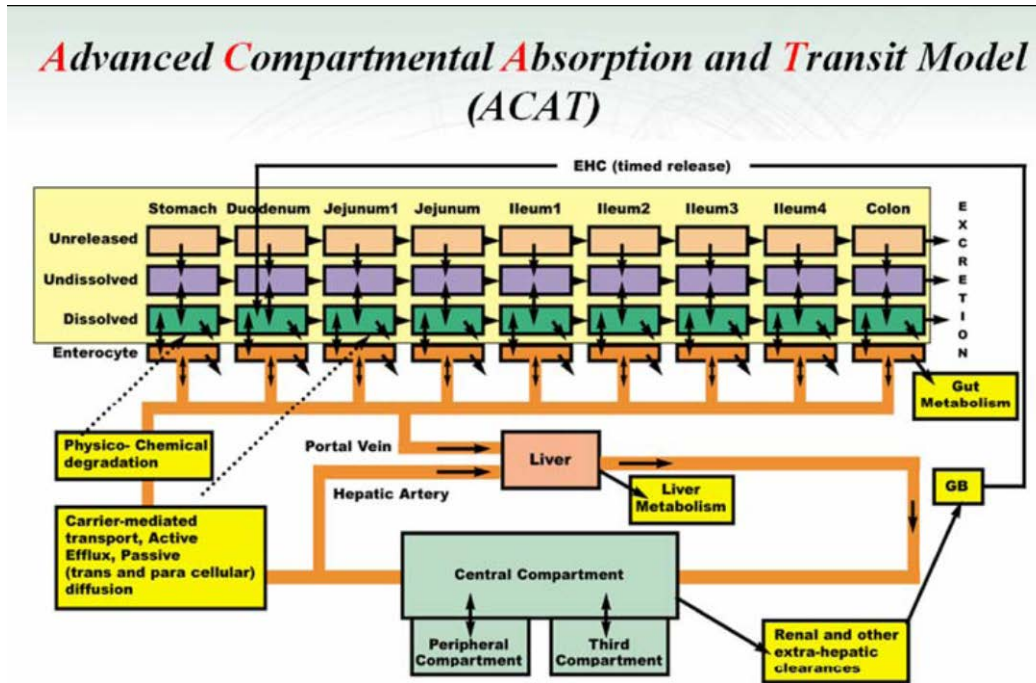 Advanced Compartmental Absorption and Transit Model
(ACAT)
EHC (timed release)
Stomach Duodenum Jejunum1 Jejunum Ileum1 Ileum2 Ileum3 Ileum4 Colon
Unreleased
Undissolved
Dissolved
Enterocyte
EXCRETION
Gut
Metabolism
Physico- Chemical
degradation
Portal Vein
Liver
Hepatic Artery
Liver
Metabolism
GB
Carrier-mediated
transport, Active
Efflux, Passive
(trans and para cellular)
diffusion
Central Compartment
Peripheral
Compartment
Third
Compartment
Renal and other
extra-hepatic
clearances